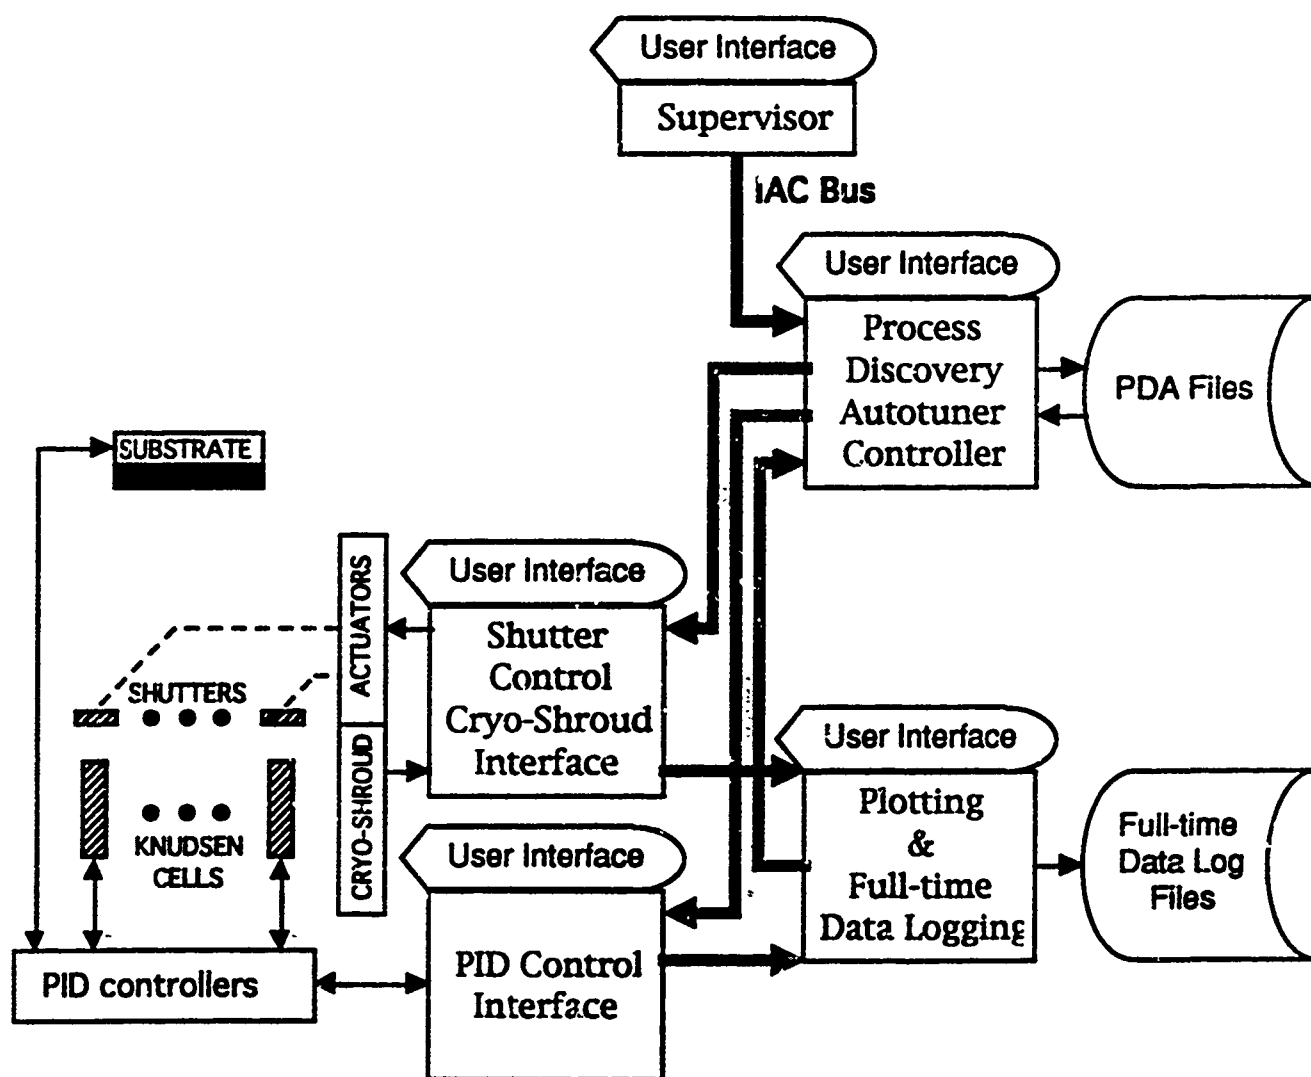 User Interface
Supervisor
IAC Bus
User Interface
Process
Discovery
Autotuner
Controller
PDA Files
SUBSTRATE
ACTUATORS
User Interface
Shutter
Control
Cryo-Shroud
Interface
SHUTTERS
CRYO-SHROUD
KNUDSEN
CELLS
User Interface
Plotting
&
Full-time
Data Logging
Full-time
Data Log
Files
User Interface
PID Control
Interface
PID controllers